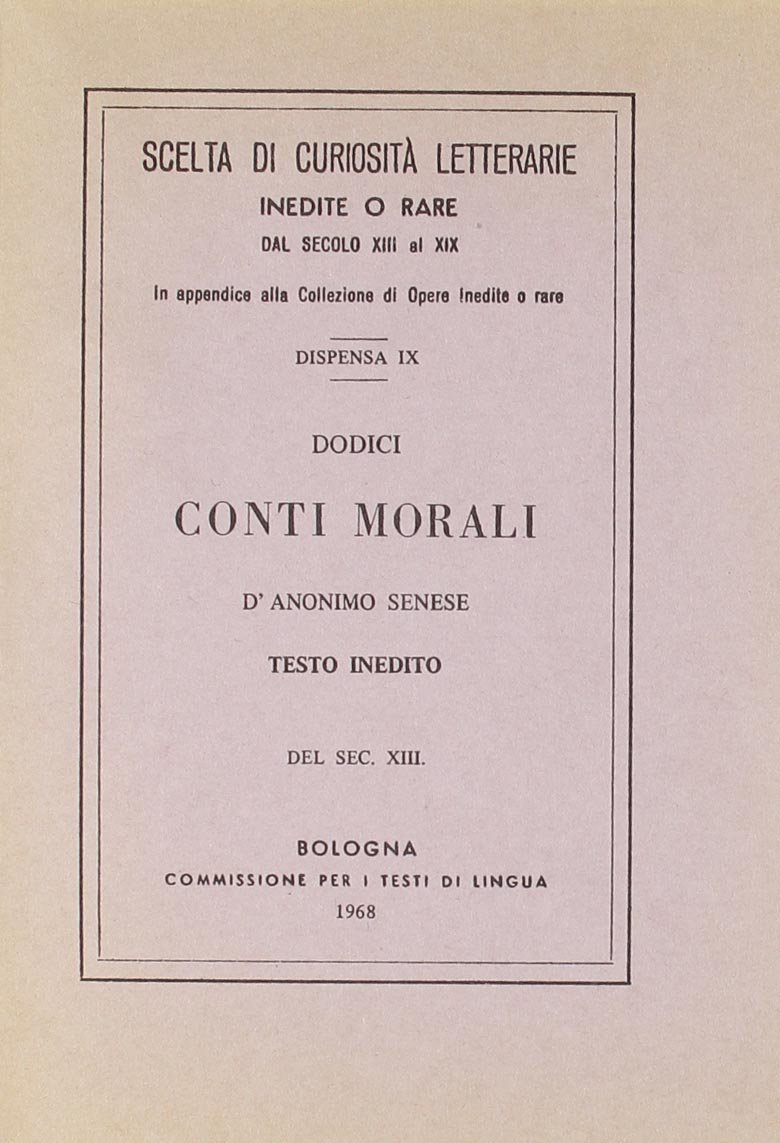 SCELTA DI CURIOSITÀ LETTERARIE
INEDITE O RARE
DAL SECOLO XIII al XIX
In appendice alla Collezione di Opere inedite o rare
DISPENSA IX
DODICI
CONTI MORALI
D' ANONIMO SENESE
TESTO INEDITO
DEL SEC. XIII.
BOLOGNA
COMMISSIONE PER I TESTI DI LINGUA
1968